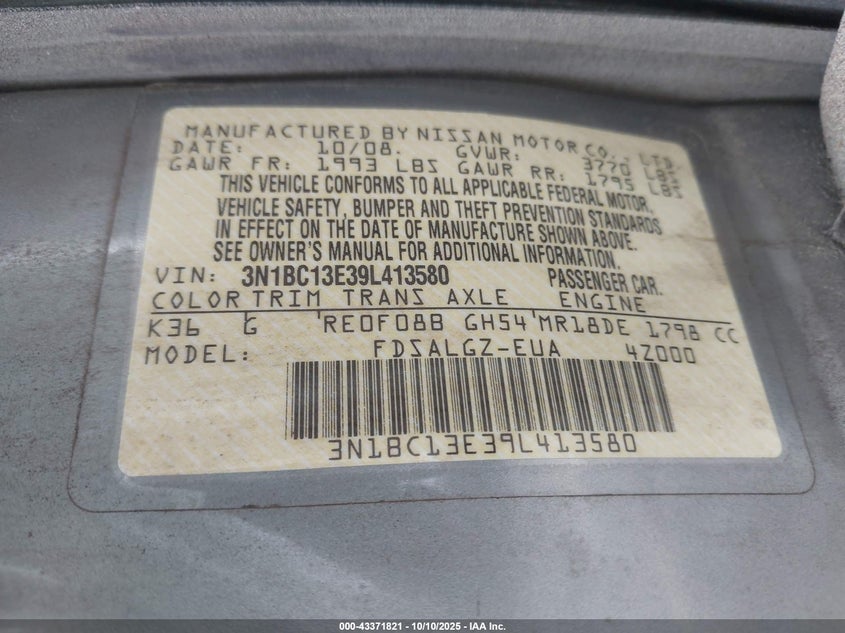 MANUFACTURED BY NISSAN MOTOR CO., LTD.
DATE: 10/08. GVWR: 3770 LBS
GAWR FR: 1993 LBS GAWR RR: 1795 LBS
THIS VEHICLE CONFORMS TO ALL APPLICABLE FEDERAL MOTOR
VEHICLE SAFETY, BUMPER AND THEFT PREVENTION STANDARDS
IN EFFECT ON THE DATE OF MANUFACTURE SHOWN ABOVE.
SEE OWNER'S MANUAL FOR ADDITIONAL INFORMATION.
VIN: 3N1BC13E39L413580 PASSENGER CAR.
COLOR TRIM TRANS AXLE ENGINE
K36 G RE0F08B GH54 MR18DE 1798 CC
MODEL: FDSALGZ-EUA 4Z000
3N1BC13E39L413580
000-43371821 - 10/10/2025 - IAA Inc.